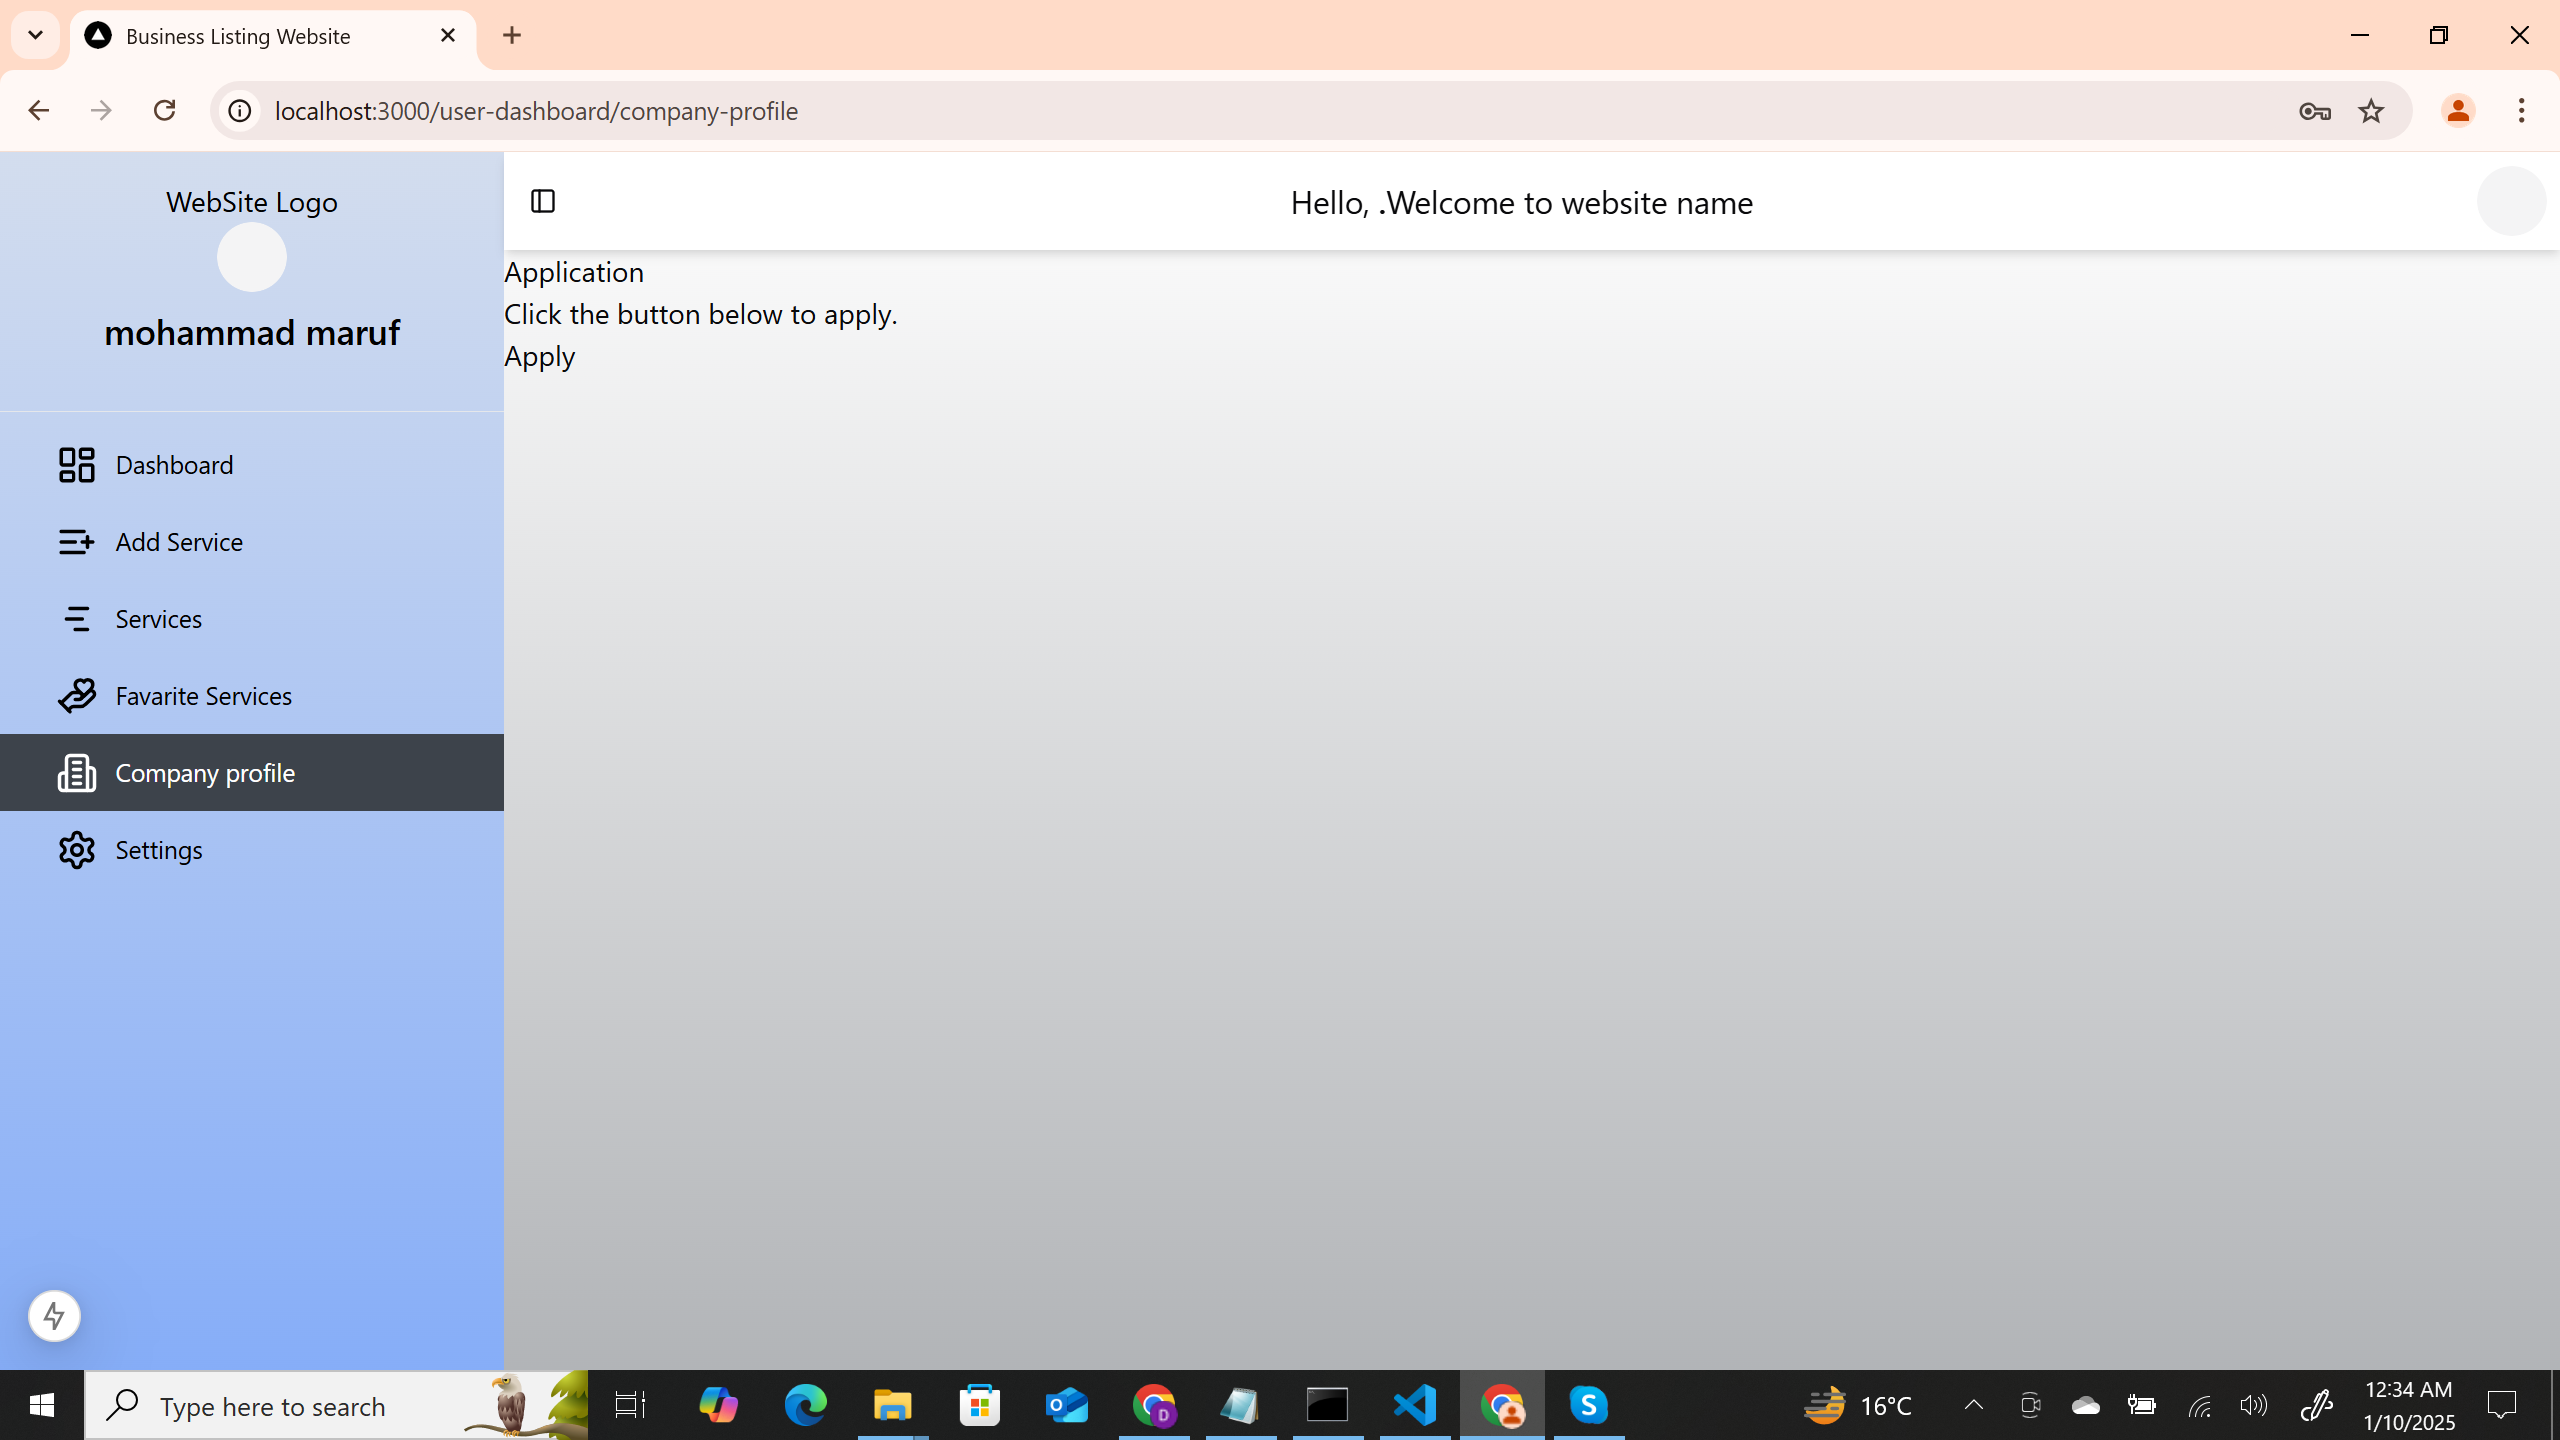 Business Listing Website
localhost:3000/user-dashboard/company-profile
WebSite Logo
mohammad maruf
Dashboard
Add Service
Services
Favarite Services
Company profile
Settings
Hello, .Welcome to website name
Application
Click the button below to apply.
Apply
Type here to search
D
S
16°C
12:34 AM
1/10/2025